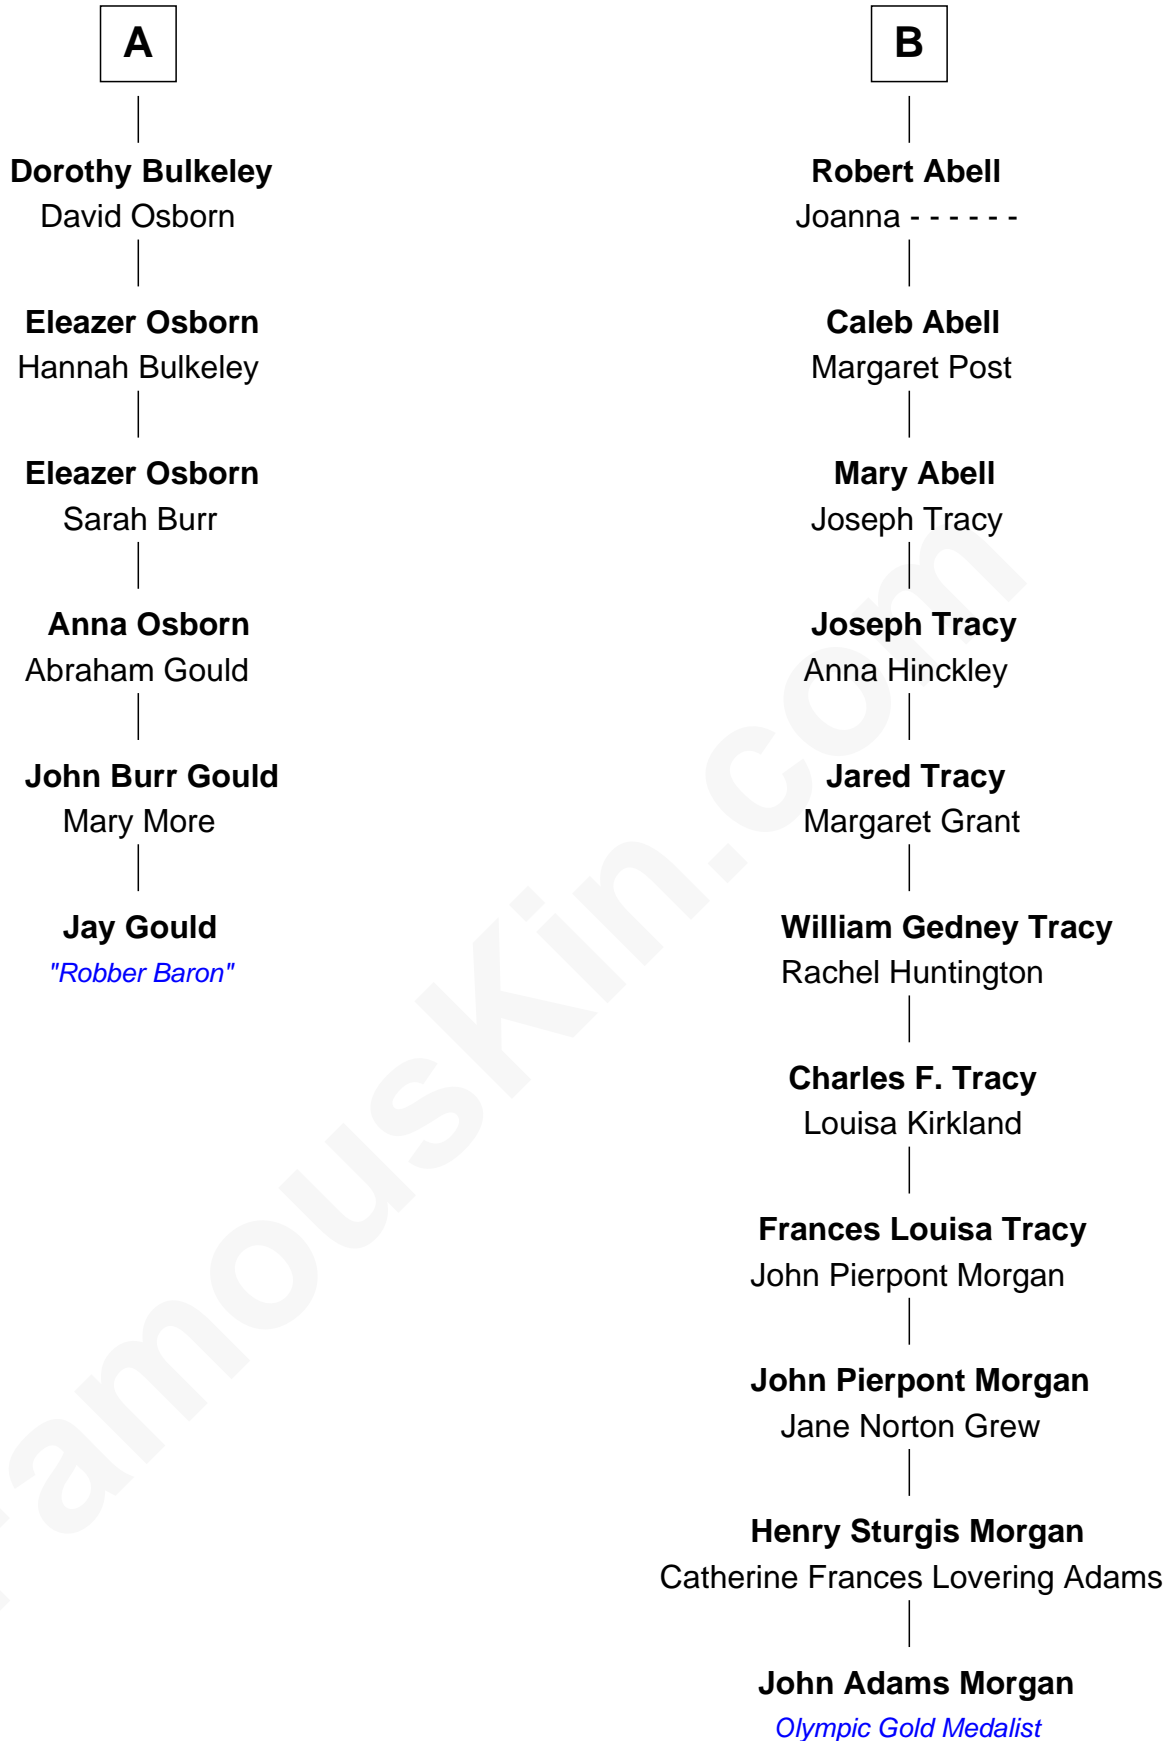 A
Dorothy Bulkeley
David Osborn
Eleazer Osborn
Hannah Bulkeley
Eleazer Osborn
Sarah Burr
Anna Osborn
Abraham Gould
John Burr Gould
Mary More
Jay Gould
"Robber Baron"
B
Robert Abell
Joanna - - - - - -
Caleb Abell
Margaret Post
Mary Abell
Joseph Tracy
Joseph Tracy
Anna Hinckley
Jared Tracy
Margaret Grant
William Gedney Tracy
Rachel Huntington
Charles F. Tracy
Louisa Kirkland
Frances Louisa Tracy
John Pierpont Morgan
John Pierpont Morgan
Jane Norton Grew
Henry Sturgis Morgan
Catherine Frances Lovering Adams
John Adams Morgan
Olympic Gold Medalist
FamousKin.com